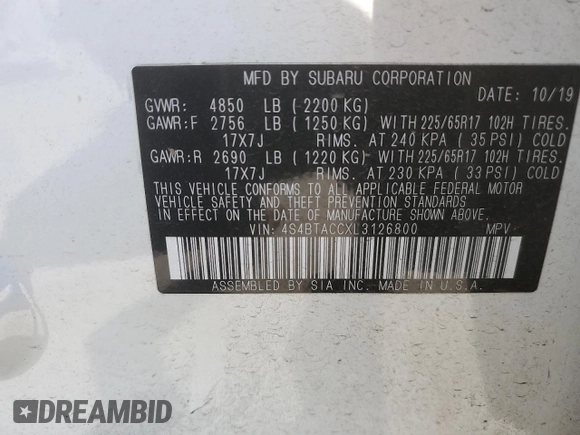 MFD BY SUBARU CORPORATION
DATE: 10/19
GVWR: 4850 LB (2200 KG)
GAWR:F 2756 LB (1250 KG) WITH 225/65R17 102H TIRES.
17X7J RIMS. AT 240 KPA (35 PSI) COLD
GAWR:R 2690 LB (1220 KG) WITH 225/65R17 102H TIRES.
17X7J RIMS. AT 230 KPA (33 PSI) COLD
THIS VEHICLE CONFORMS TO ALL APPLICABLE FEDERAL MOTOR
VEHICLE SAFETY AND THEFT PREVENTION STANDARDS
IN EFFECT ON THE DATE OF MANUFACTURE SHOWN ABOVE.
VIN: 4S4BTACCXL3126800 MPV
ASSEMBLED BY SIA INC. MADE IN U.S.A.
DREAMBID